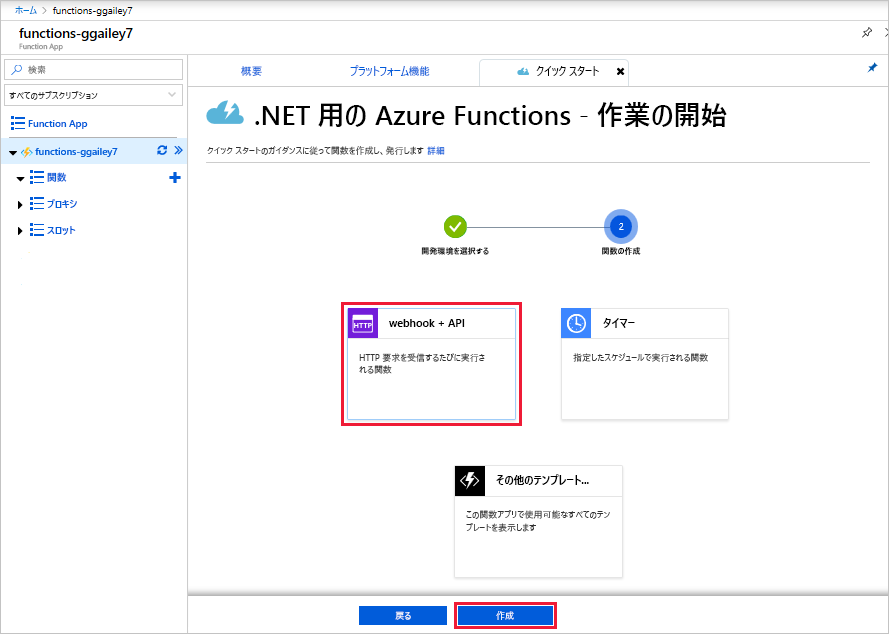 ホーム > functions-ggailey7
functions-ggailey7
Function App
検索
すべてのサブスクリプション
Function App
functions-ggailey7
関数
プロキシ
スロット
概要 プラットフォーム機能 クイック スタート
.NET 用の Azure Functions - 作業の開始
クイック スタートのガイダンスに従って関数を作成し、発行します 詳細
2
開発環境を選択する 関数の作成
HTTP webhook + API
HTTP 要求を受信するたびに実行さ
れる関数
タイマー
指定したスケジュールで実行される関数
その他のテンプレート...
この関数アプリで使用可能なすべてのテン
プレートを表示します
戻る 作成